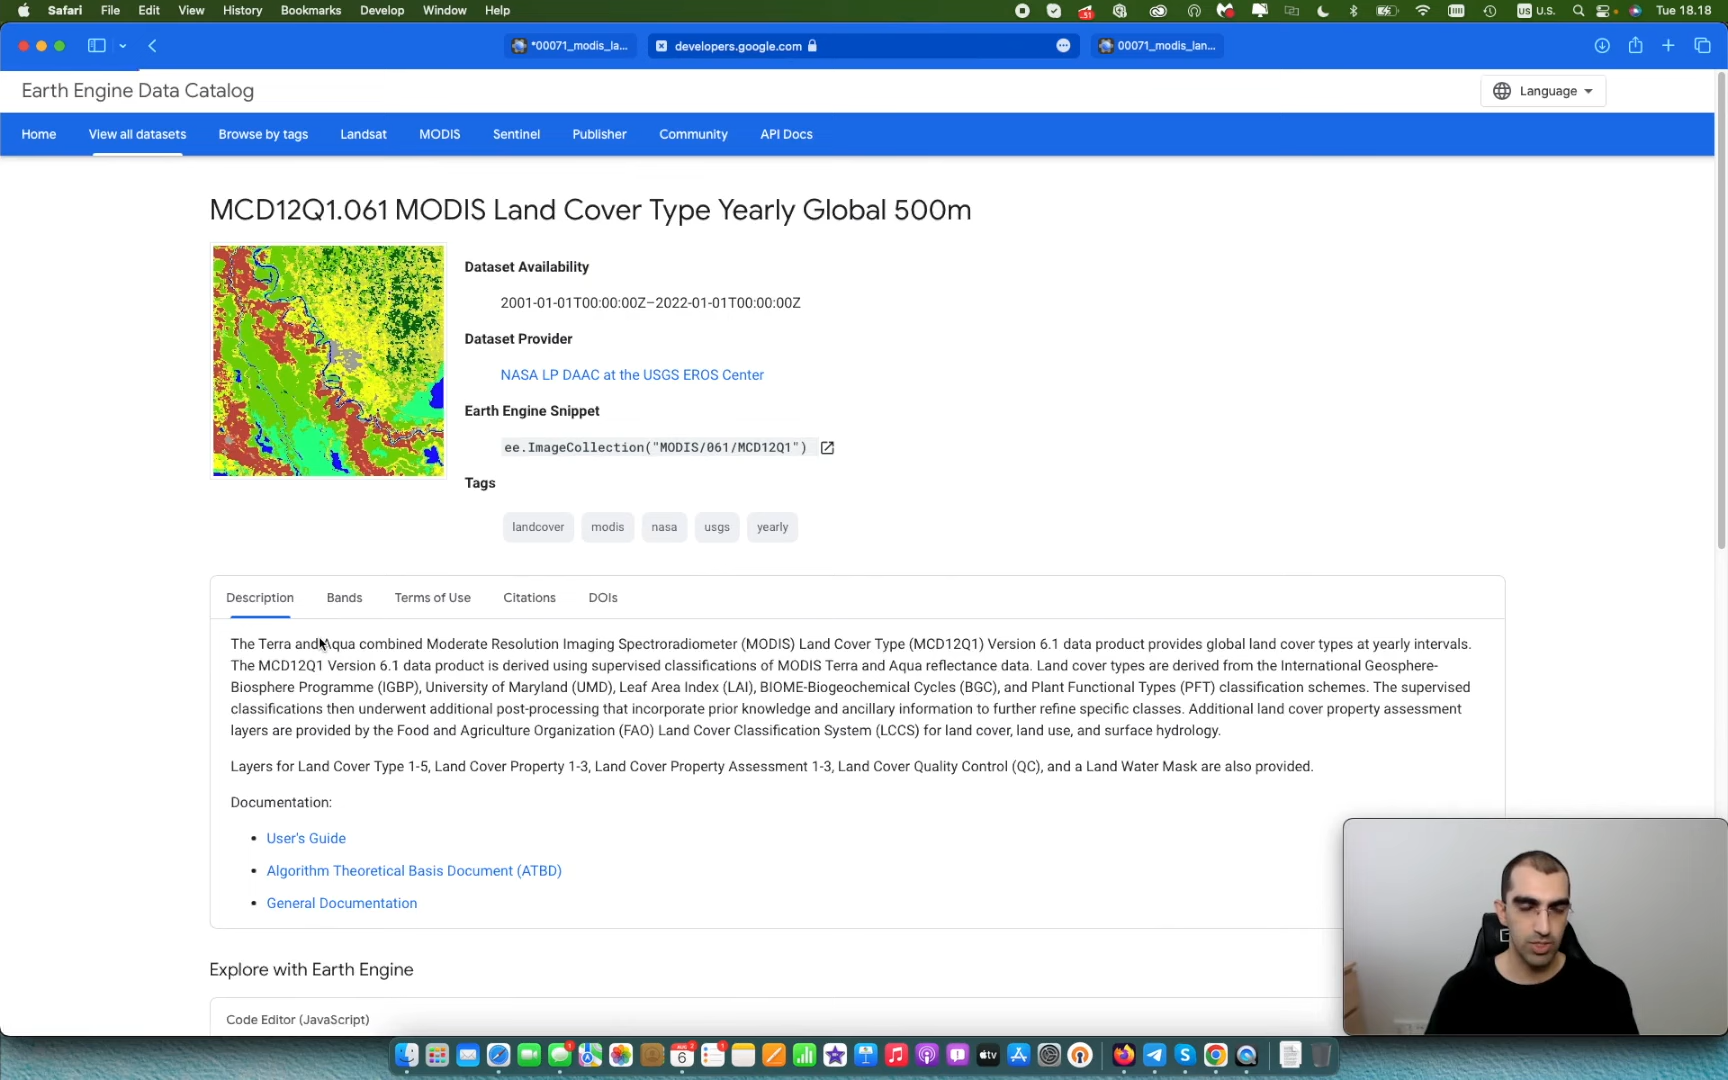 Safari File Edit View History Bookmarks Develop Window Help
31
U.S.
Tue 18.18
*00071_modis_la...
developers.google.com
00071_modis_lan...
Earth Engine Data Catalog
Language
Home View all datasets Browse by tags Landsat MODIS Sentinel Publisher Community API Docs
MCD12Q1.061 MODIS Land Cover Type Yearly Global 500m
Dataset Availability
2001-01-01T00:00:00Z–2022-01-01T00:00:00Z
Dataset Provider
NASA LP DAAC at the USGS EROS Center
Earth Engine Snippet
ee.ImageCollection("MODIS/061/MCD12Q1")
Tags
landcover modis nasa usgs yearly
Description Bands Terms of Use Citations DOIs
The Terra and Aqua combined Moderate Resolution Imaging Spectroradiometer (MODIS) Land Cover Type (MCD12Q1) Version 6.1 data product provides global land cover types at yearly intervals.
The MCD12Q1 Version 6.1 data product is derived using supervised classifications of MODIS Terra and Aqua reflectance data. Land cover types are derived from the International Geosphere-
Biosphere Programme (IGBP), University of Maryland (UMD), Leaf Area Index (LAI), BIOME-Biogeochemical Cycles (BGC), and Plant Functional Types (PFT) classification schemes. The supervised
classifications then underwent additional post-processing that incorporate prior knowledge and ancillary information to further refine specific classes. Additional land cover property assessment
layers are provided by the Food and Agriculture Organization (FAO) Land Cover Classification System (LCCS) for land cover, land use, and surface hydrology.
Layers for Land Cover Type 1-5, Land Cover Property 1-3, Land Cover Property Assessment 1-3, Land Cover Quality Control (QC), and a Land Water Mask are also provided.
Documentation:
• User's Guide
• Algorithm Theoretical Basis Document (ATBD)
• General Documentation
Explore with Earth Engine
Code Editor (JavaScript)
6
tv